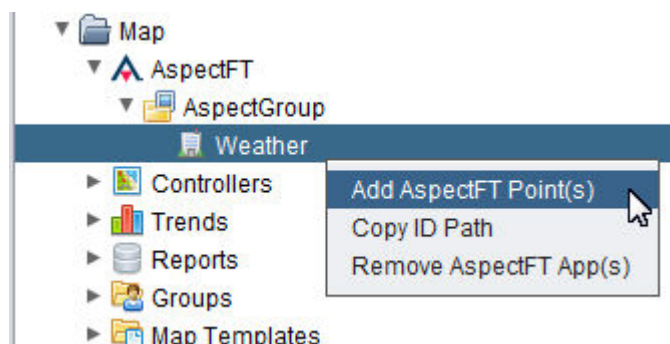 Map
AspectFT
AspectGroup
Weather
Controllers
Trends
Reports
Groups
Map Templates
Add AspectFT Point(s)
Copy ID Path
Remove AspectFT App(s)